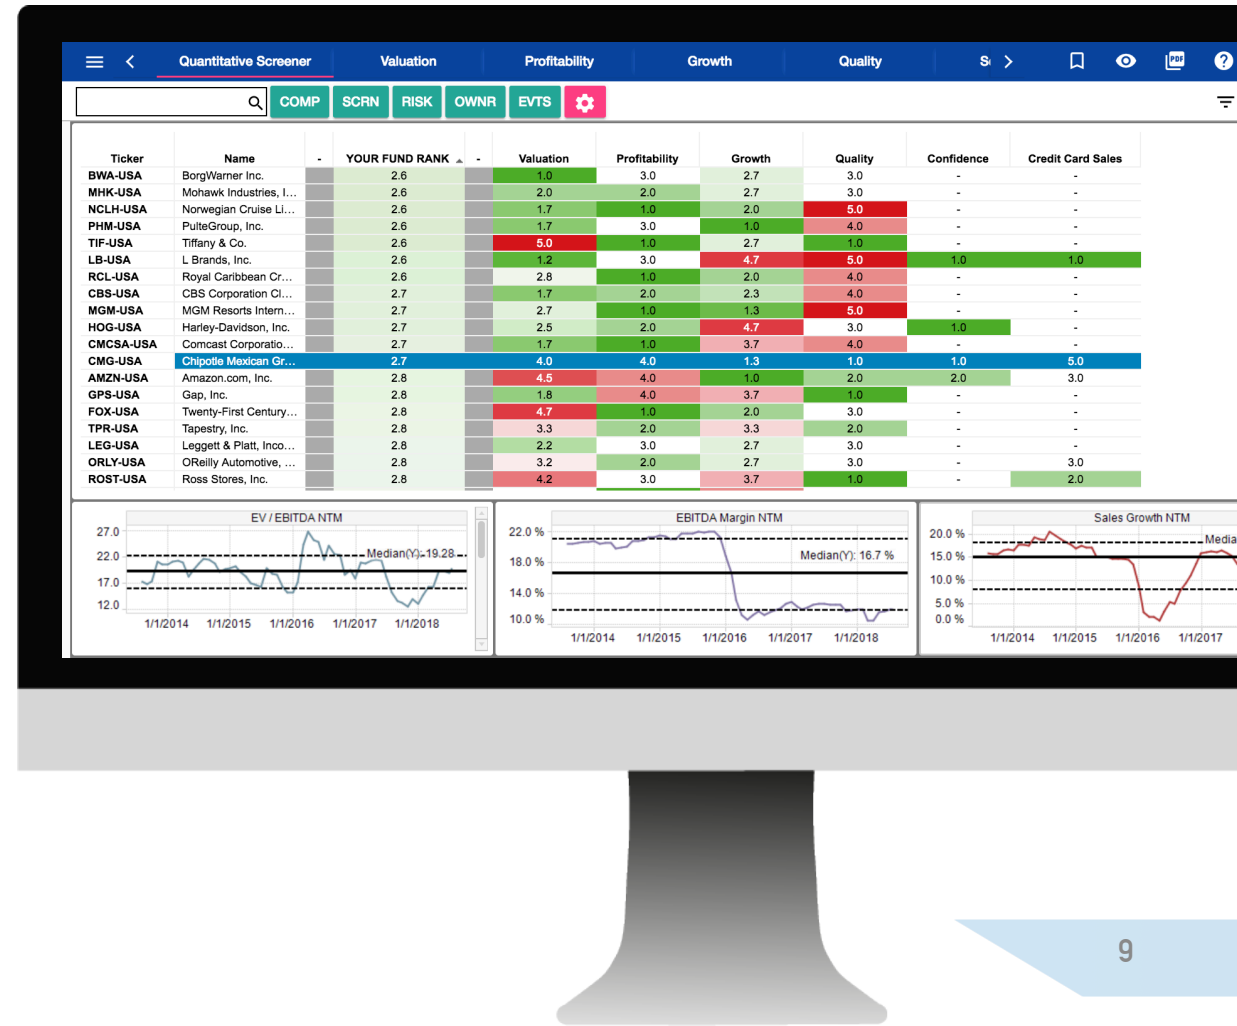 Quantitative Screener Valuation Profitability Growth Quality
PDF ?
COMP SCRN RISK OWNR EVTS
Ticker Name - YOUR FUND RANK - Valuation Profitability Growth Quality Confidence Credit Card Sales
BWA-USA BorgWarner Inc. 2.6 1.0 3.0 2.7 3.0 - -
MHK-USA Mohawk Industries, I... 2.6 2.0 2.0 2.7 3.0 - -
NCLH-USA Norwegian Cruise Li... 2.6 1.7 1.0 2.0 5.0 - -
PHM-USA PulteGroup, Inc. 2.6 1.7 3.0 1.0 4.0 - -
TIF-USA Tiffany & Co. 2.6 5.0 1.0 2.7 1.0 - -
LB-USA L Brands, Inc. 2.6 1.2 3.0 4.7 5.0 1.0 1.0
RCL-USA Royal Caribbean Cr... 2.6 2.8 1.0 2.0 4.0 - -
CBS-USA CBS Corporation Cl... 2.7 1.7 2.0 2.3 4.0 - -
MGM-USA MGM Resorts Intern... 2.7 2.7 1.0 1.3 5.0 - -
HOG-USA Harley-Davidson, Inc. 2.7 2.5 2.0 4.7 3.0 1.0 -
CMCSA-USA Comcast Corporatio... 2.7 1.7 1.0 3.7 4.0 - -
CMG-USA Chipotle Mexican Gr... 2.7 4.0 4.0 1.3 1.0 1.0 5.0
AMZN-USA Amazon.com, Inc. 2.8 4.5 4.0 1.0 2.0 2.0 3.0
GPS-USA Gap, Inc. 2.8 1.8 4.0 3.7 1.0 - -
FOX-USA Twenty-First Century... 2.8 4.7 1.0 2.0 3.0 - -
TPR-USA Tapestry, Inc. 2.8 3.3 2.0 3.3 2.0 - -
LEG-USA Leggett & Platt, Inco... 2.8 2.2 3.0 2.7 3.0 - -
ORLY-USA OReilly Automotive, ... 2.8 3.2 2.0 2.7 3.0 - 3.0
ROST-USA Ross Stores, Inc. 2.8 4.2 3.0 3.7 1.0 - 2.0
EV / EBITDA NTM
27.0
22.0
17.0
12.0
Median(Y): 19.28
1/1/2014 1/1/2015 1/1/2016 1/1/2017 1/1/2018
EBITDA Margin NTM
22.0 %
18.0 %
14.0 %
10.0 %
Median(Y): 16.7 %
1/1/2014 1/1/2015 1/1/2016 1/1/2017 1/1/2018
Sales Growth NTM
20.0 %
15.0 %
10.0 %
5.0 %
0.0 %
Media
1/1/2014 1/1/2015 1/1/2016 1/1/2017
9